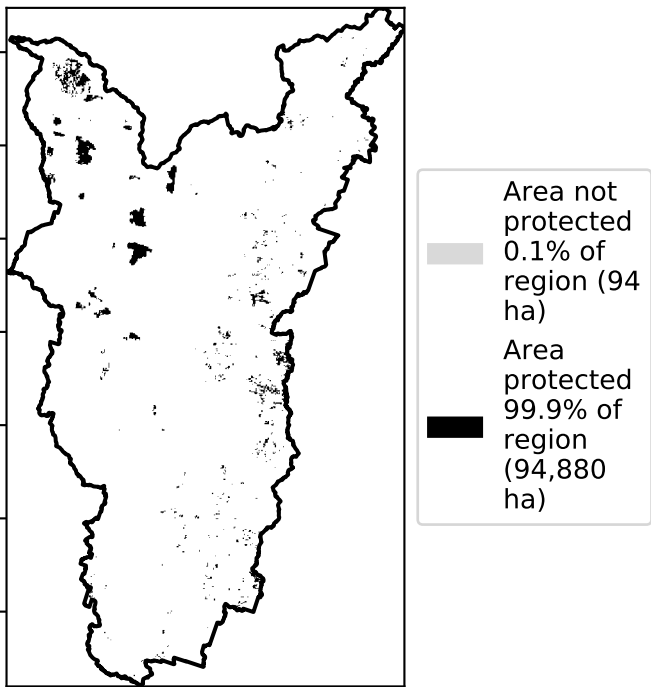 Area not
protected
0.1% of
region (94
ha)
Area
protected
99.9% of
region
(94,880
ha)